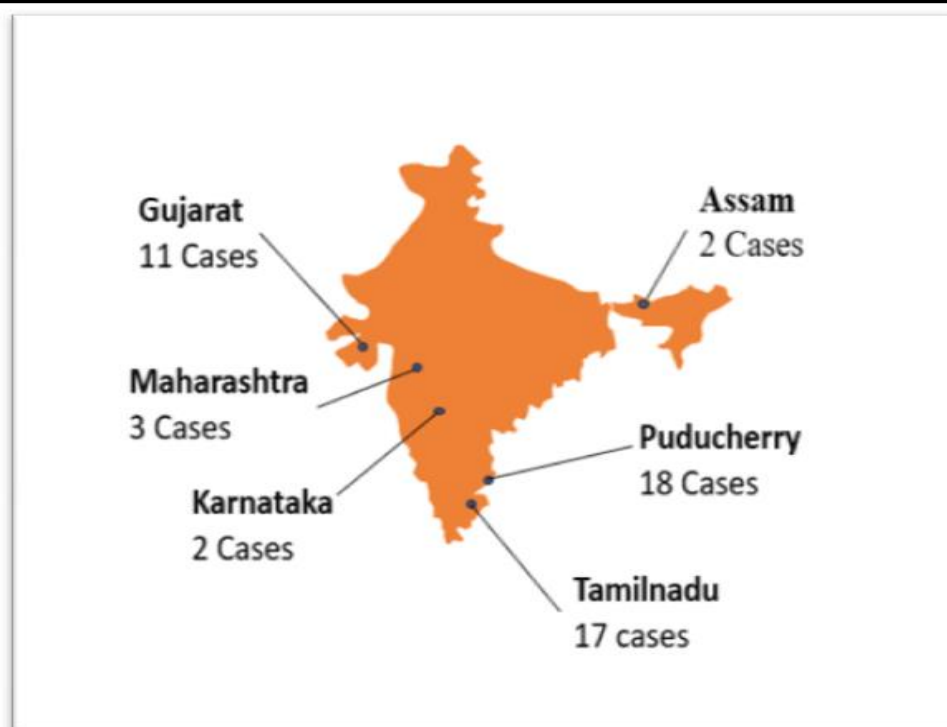 Gujarat
11 Cases
Assam
2 Cases
Maharashtra
3 Cases
Puducherry
18 Cases
Karnataka
2 Cases
Tamilnadu
17 cases